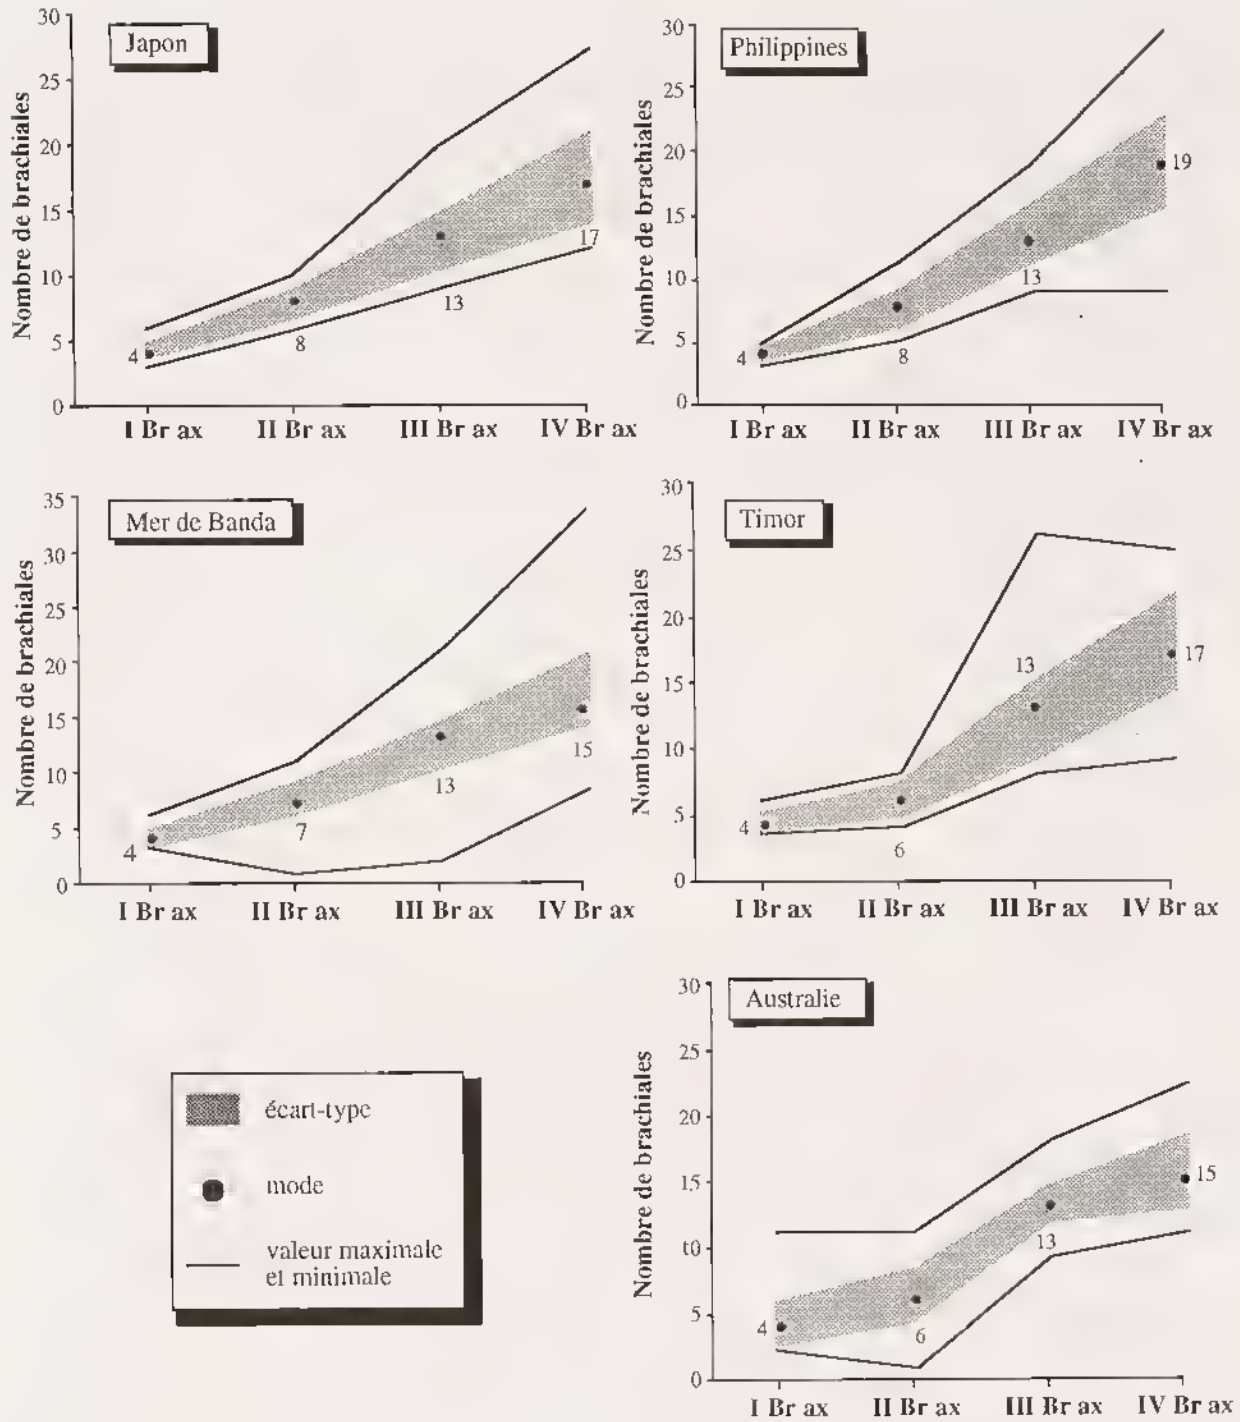 Japon
Nombre de brachiales
30
25
20
15
10
5
0
4
8
13
17
I Br ax
II Br ax
III Br ax
IV Br ax
Philippines
Nombre de brachiales
30
25
20
15
10
5
0
4
8
13
19
I Br ax
II Br ax
III Br ax
IV Br ax
Mer de Banda
Nombre de brachiales
35
30
25
20
15
10
5
0
4
7
13
15
I Br ax
II Br ax
III Br ax
IV Br ax
Timor
Nombre de brachiales
30
25
20
15
10
5
0
4
6
13
17
I Br ax
II Br ax
III Br ax
IV Br ax
écart-type
mode
valeur maximale
et minimale
Australie
Nombre de brachiales
30
25
20
15
10
5
0
4
6
13
15
I Br ax
II Br ax
III Br ax
IV Br ax